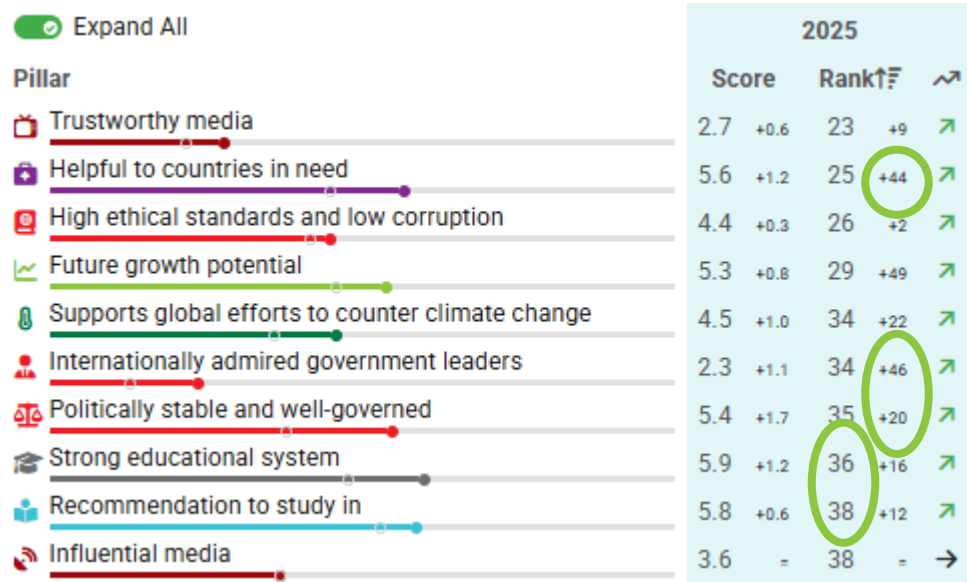 Expand All
2025
Pillar Score Rank
Trustworthy media 2.7 +0.6 23 +9
Helpful to countries in need 5.6 +1.2 25 +44
High ethical standards and low corruption 4.4 +0.3 26 +2
Future growth potential 5.3 +0.8 29 +49
Supports global efforts to counter climate change 4.5 +1.0 34 +22
Internationally admired government leaders 2.3 +1.1 34 +46
Politically stable and well-governed 5.4 +1.7 35 +20
Strong educational system 5.9 +1.2 36 +16
Recommendation to study in 5.8 +0.6 38 +12
Influential media 3.6 = 38 =